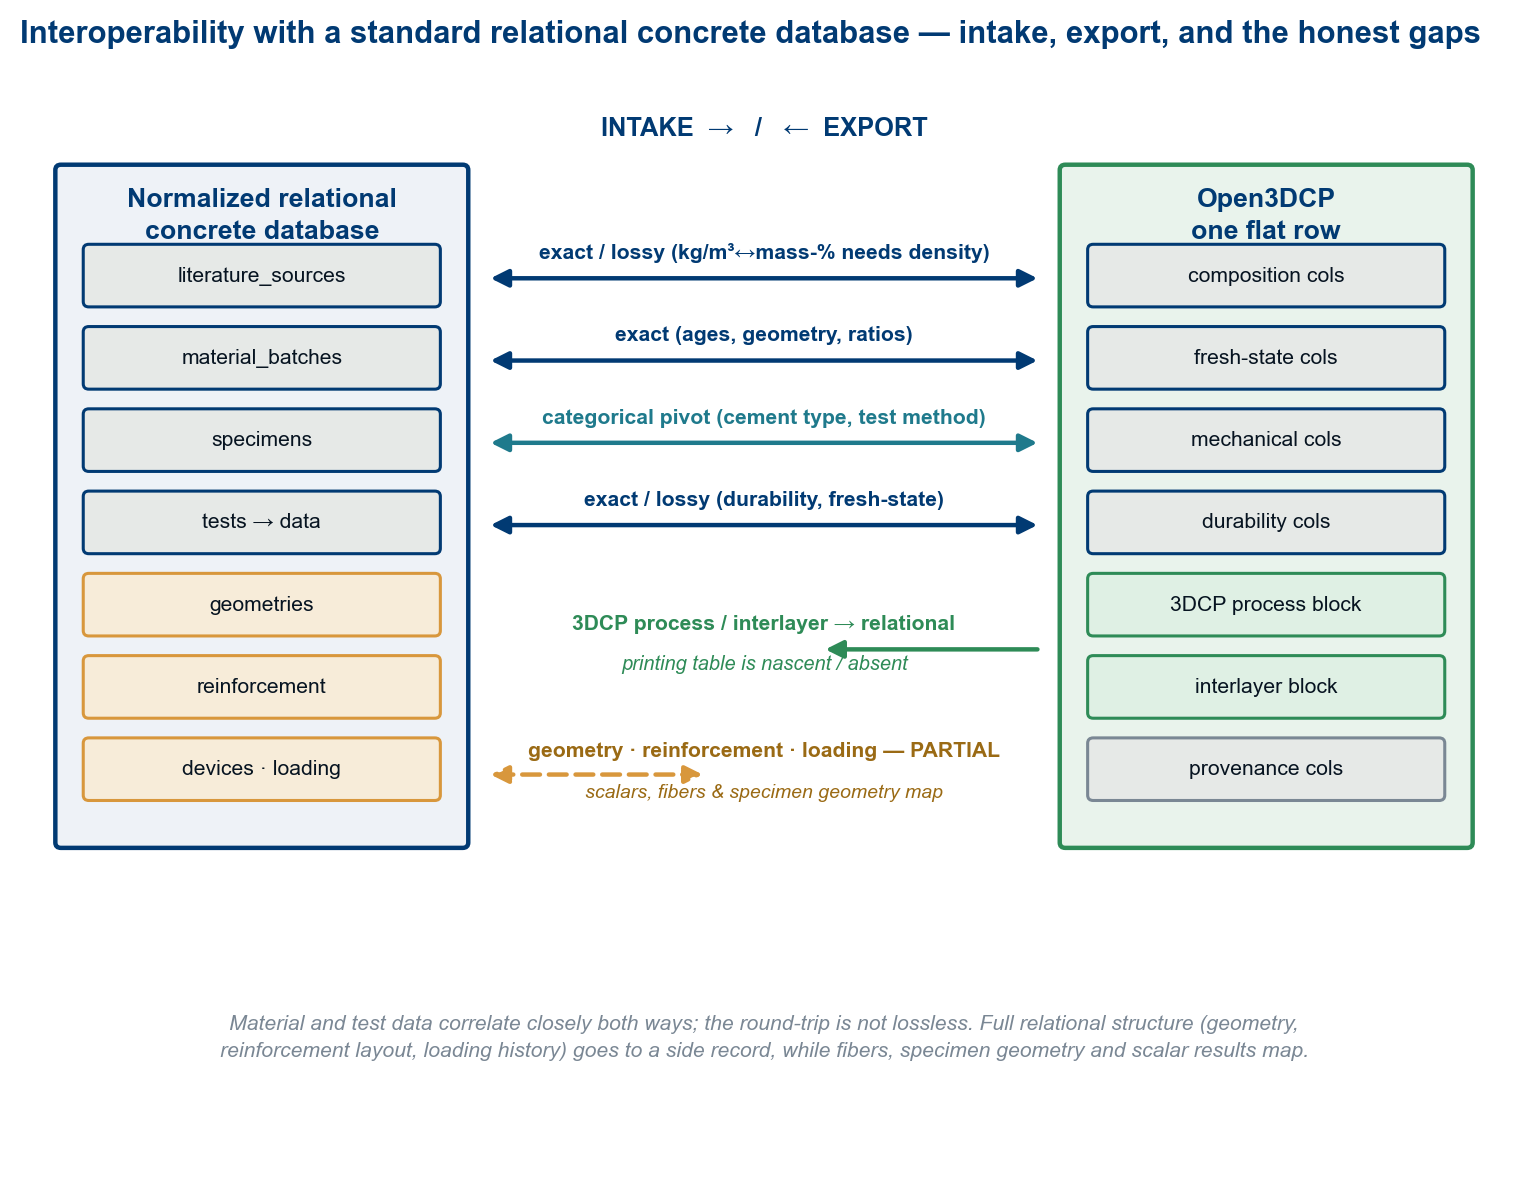 Interoperability with a standard relational concrete database — intake, export, and the honest gaps
INTAKE → / ← EXPORT
Normalized relational
concrete database
literature_sources
material_batches
specimens
tests → data
geometries
reinforcement
devices · loading
exact / lossy (kg/m³↔mass-% needs density)
exact (ages, geometry, ratios)
categorical pivot (cement type, test method)
exact / lossy (durability, fresh-state)
3DCP process / interlayer → relational
printing table is nascent / absent
geometry · reinforcement · loading — PARTIAL
scalars, fibers & specimen geometry map
Open3DCP
one flat row
composition cols
fresh-state cols
mechanical cols
durability cols
3DCP process block
interlayer block
provenance cols
Material and test data correlate closely both ways; the round-trip is not lossless. Full relational structure (geometry,
reinforcement layout, loading history) goes to a side record, while fibers, specimen geometry and scalar results map.